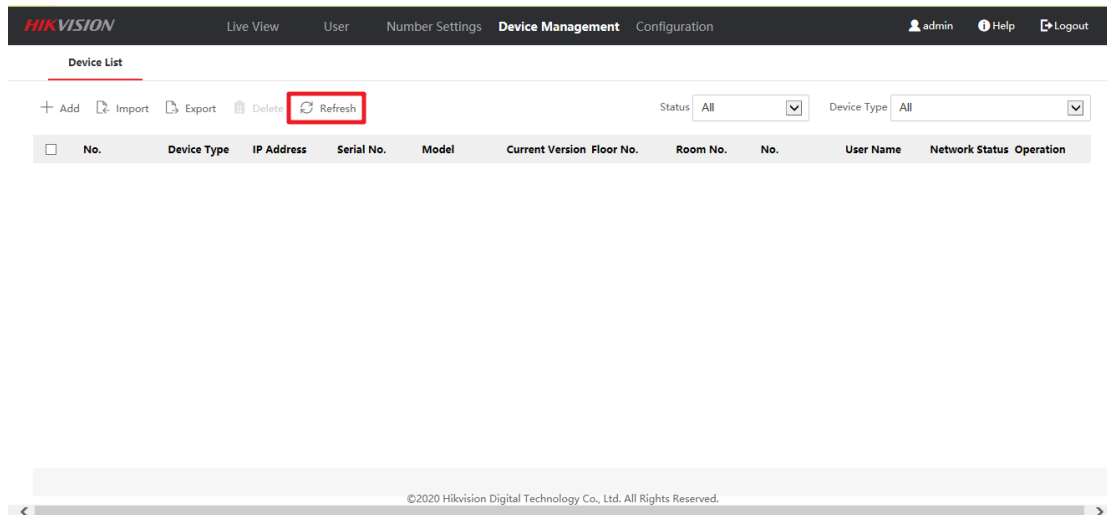 HIKVISION Live View User Number Settings Device Management Configuration admin Help Logout
Device List
Add Import Export Delete Refresh Status All Device Type All
No. Device Type IP Address Serial No. Model Current Version Floor No. Room No. No. User Name Network Status Operation
©2020 Hikvision Digital Technology Co., Ltd. All Rights Reserved.